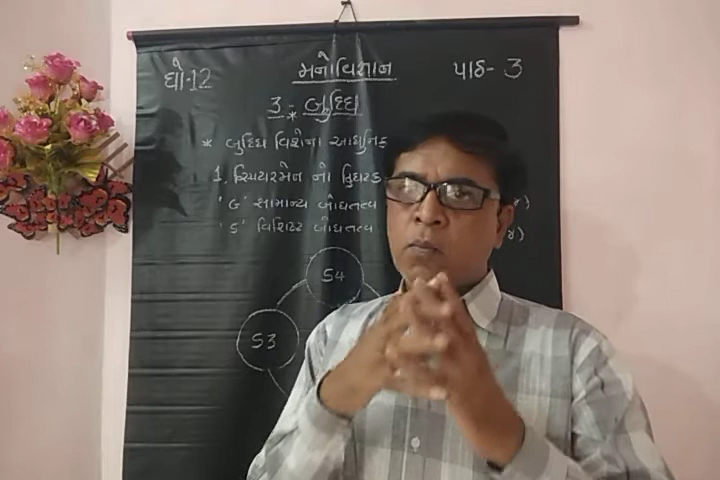 ધો-12 મનોવિજ્ઞાન પાઠ- 3
3 - બુદ્ધિ
* બુદ્ધિ વિશેના આધુનિક
1. સ્પિયરમેન નો દ્વિઘટક
'G' સામાન્ય બૌધતત્વ
'S' વિશિષ્ટ બૌધતત્વ
S4
S3